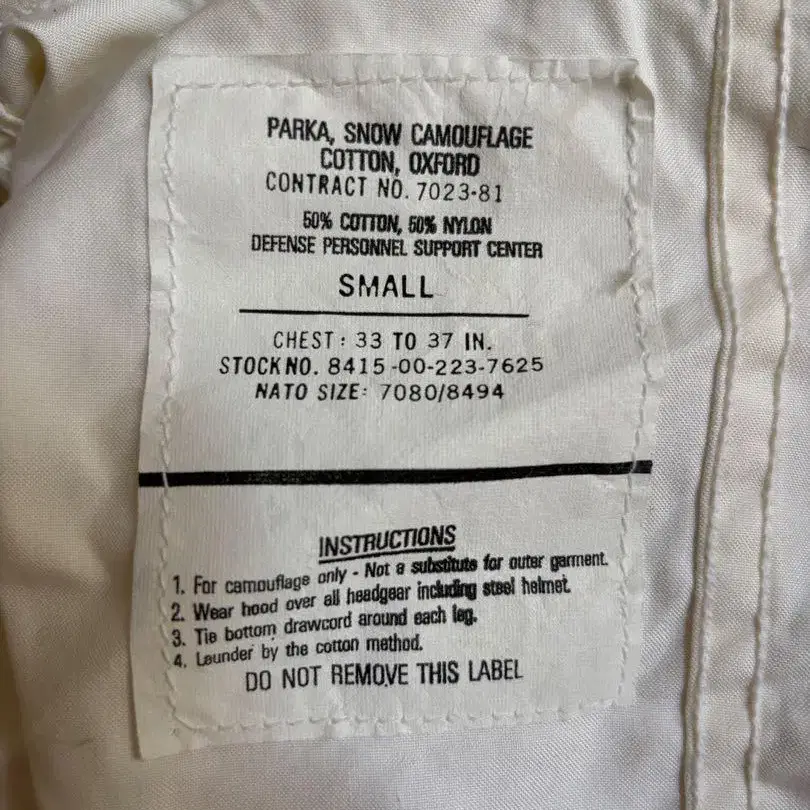 PARKA, SNOW CAMOUFLAGE
COTTON, OXFORD
CONTRACT NO. 7023-81
50% COTTON, 50% NYLON
DEFENSE PERSONNEL SUPPORT CENTER
SMALL
CHEST: 33 TO 37 IN.
STOCK NO. 8415-00-223-7625
NATO SIZE: 7080/8494
INSTRUCTIONS
1. For camouflage only - Not a substitute for outer garment.
2. Wear hood over all headgear including steel helmet.
3. Tie bottom drawcord around each leg.
4. Launder by the cotton method.
DO NOT REMOVE THIS LABEL